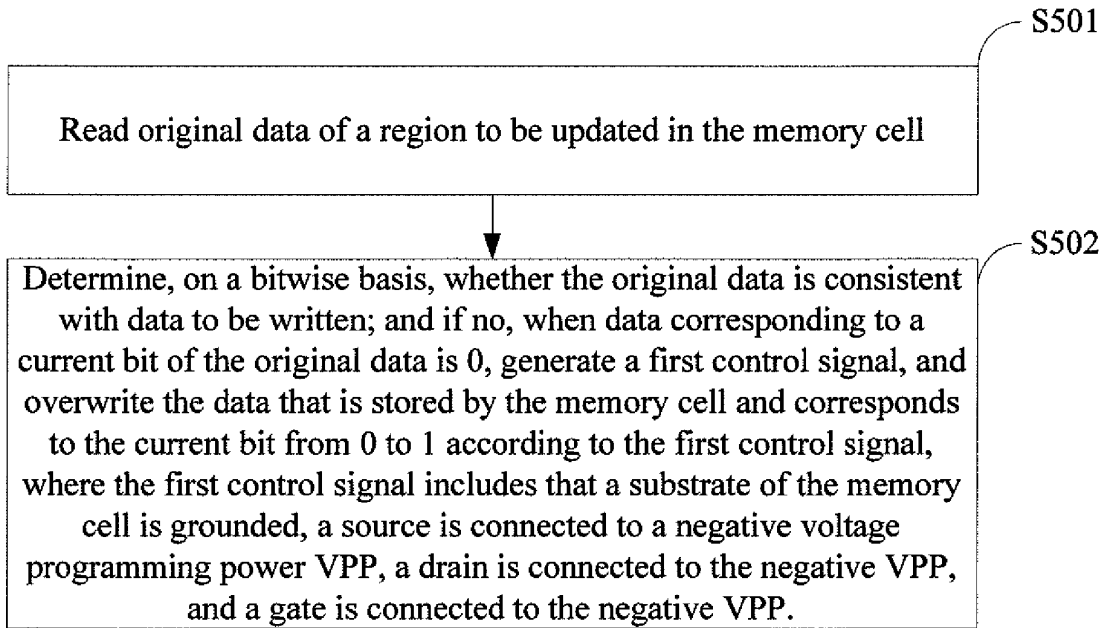 S501
Read original data of a region to be updated in the memory cell
S502
Determine, on a bitwise basis, whether the original data is consistent
with data to be written; and if no, when data corresponding to a
current bit of the original data is 0, generate a first control signal, and
overwrite the data that is stored by the memory cell and corresponds
to the current bit from 0 to 1 according to the first control signal,
where the first control signal includes that a substrate of the memory
cell is grounded, a source is connected to a negative voltage
programming power VPP, a drain is connected to the negative VPP,
and a gate is connected to the negative VPP.